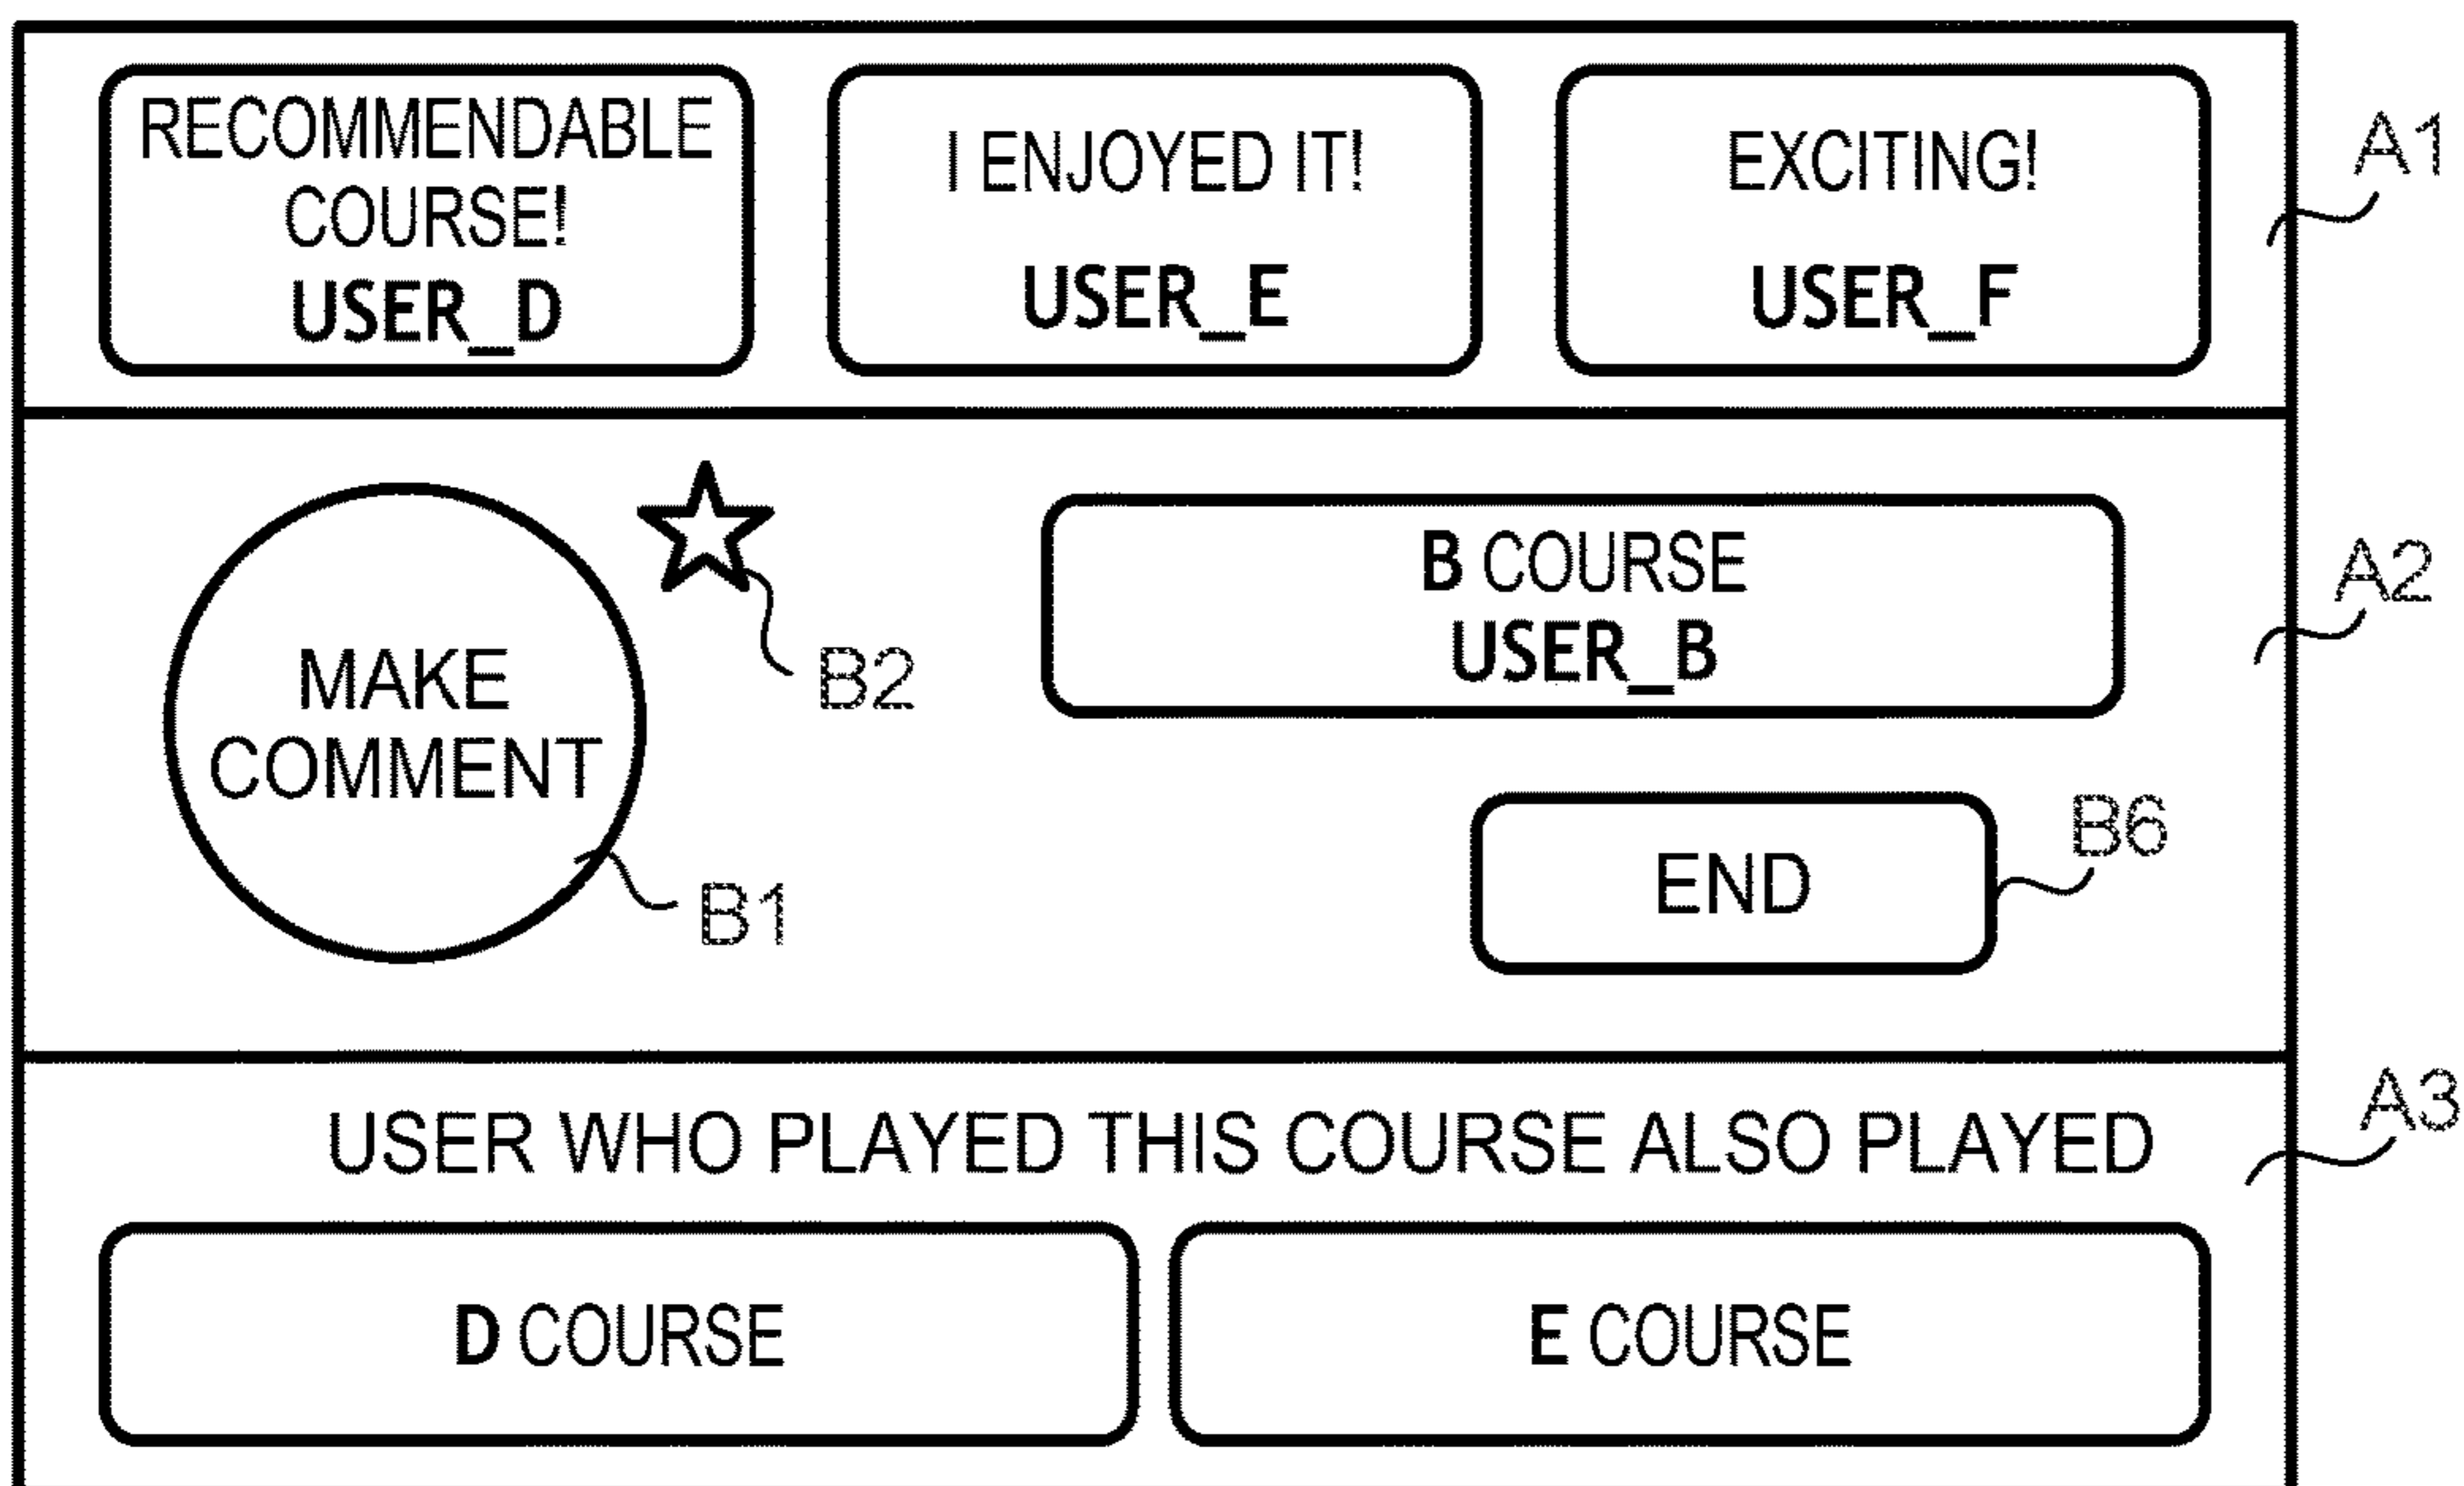 RECOMMENDABLE
COURSE!
USER_D
I ENJOYED IT!
USER_E
EXCITING!
USER_F
A1
MAKE
COMMENT
B1
B2
B COURSE
USER_B
A2
END
B6
USER WHO PLAYED THIS COURSE ALSO PLAYED
A3
D COURSE
E COURSE